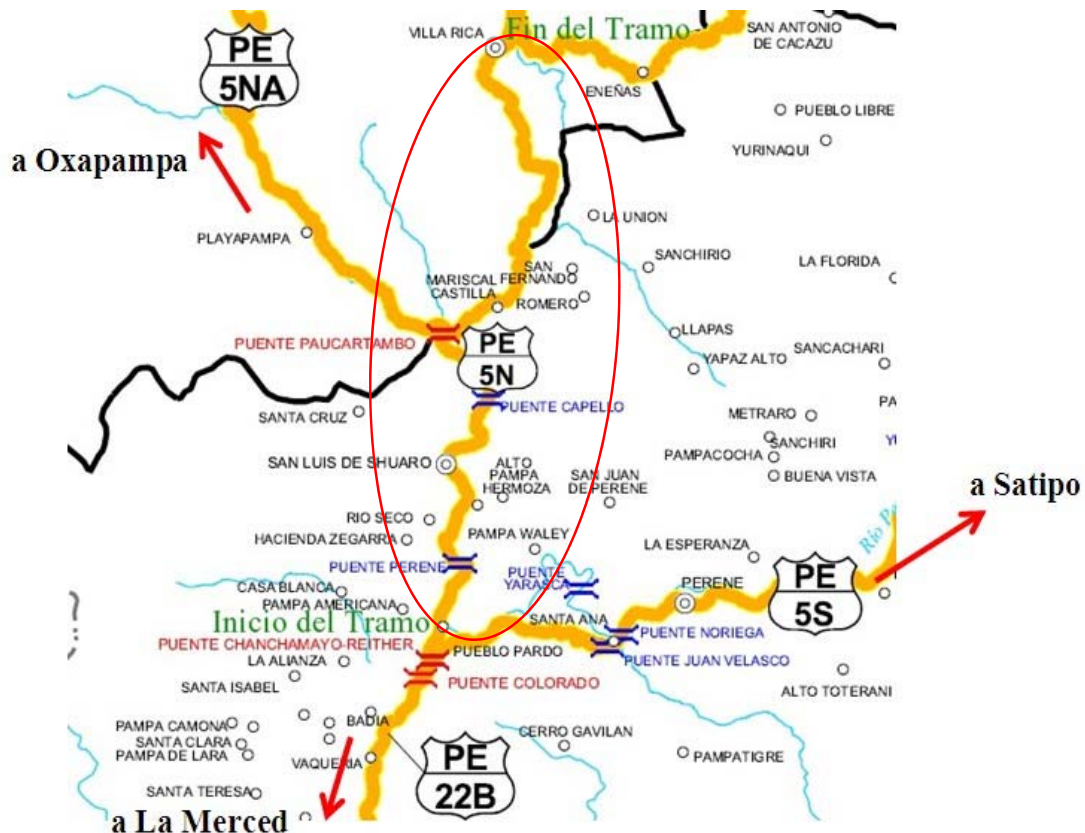 VILLA RICA
Fin del Tramo
SAN ANTONIO
DE CACAZU
PE
5NA
ENEÑAS
PUEBLO LIBRE
a Oxapampa
YURINAQUI
PLAYAPAMPA
LA UNION
SANCHIRIO
LA FLORIDA
SAN
FERNANDO
MARISCAL
CASTILLA
ROMERO
PUENTE PAUCARTAMBO
PE
5N
LLAPAS
YAPAZ ALTO
SANCACHARI
PUENTE CAPELLO
SANTA CRUZ
METRARO
PA
SANCHIRI
PAMPACOCHA
BUENA VISTA
SAN LUIS DE SHUARO
ALTO
PAMPA
HERMOZA
SAN JUAN
DE PERENE
a Satipo
RIO SECO
HACIENDA ZEGARRA
PAMPA WALEY
LA ESPERANZA
PUENTE PERENE
PUENTE
YARASCA
PERENE
PE
5S
CASA BLANCA
PAMPA AMERICANA
Inicio del Tramo
SANTA ANA
PUENTE NORIEGA
PUENTE CHANCHAMAYO-REITHER
PUEBLO PARDO
PUENTE JUAN VELASCO
LA ALIANZA
SANTA ISABEL
PUENTE COLORADO
ALTO TOTERANI
PAMPA CAMONA
BADIA
SANTA CLARA
PAMPA DE LARA
CERRO GAVILAN
PAMPATIGRE
VAQUERIA
PE
22B
SANTA TERESA
a La Merced